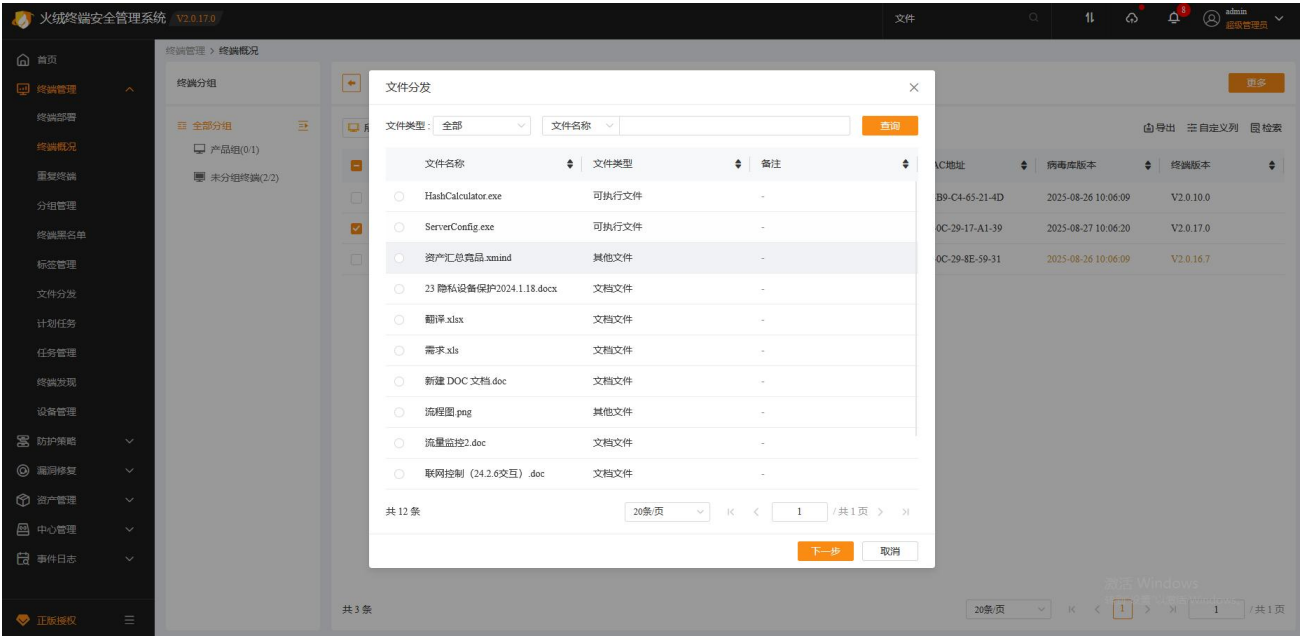 火绒终端安全管理系统 V2.0.17.0
文件
8
admin
超级管理员
首页
终端管理
终端部署
终端概况
重复终端
分组管理
终端黑名单
标签管理
文件分发
计划任务
任务管理
终端发现
设备管理
防护策略
漏洞修复
资产管理
中心管理
事件日志
正版授权
终端管理 > 终端概况
终端分组
全部分组
产品组(0/1)
未分组终端(2/2)
更多
导出 自定义列 检索
AC地址 病毒库版本 终端版本
B9-C4-65-21-4D 2025-08-26 10:06:09 V2.0.10.0
0C-29-17-A1-39 2025-08-27 10:06:20 V2.0.17.0
0C-29-8E-59-31 2025-08-26 10:06:09 V2.0.16.7
文件分发
文件类型: 全部 文件名称 查询
文件名称 文件类型 备注
HashCalculator.exe 可执行文件 -
ServerConfig.exe 可执行文件 -
资产汇总竞品.xmind 其他文件 -
23 隐私设备保护2024.1.18.docx 文档文件 -
翻译.xlsx 文档文件 -
需求.xls 文档文件 -
新建 DOC 文档.doc 文档文件 -
流程图.png 其他文件 -
流量监控2.doc 文档文件 -
联网控制（24.2.6交互）.doc 文档文件 -
共 12 条 20条/页 1 / 共 1 页
下一步 取消
激活 Windows
共 3 条 20条/页 1 1 / 共 1 页